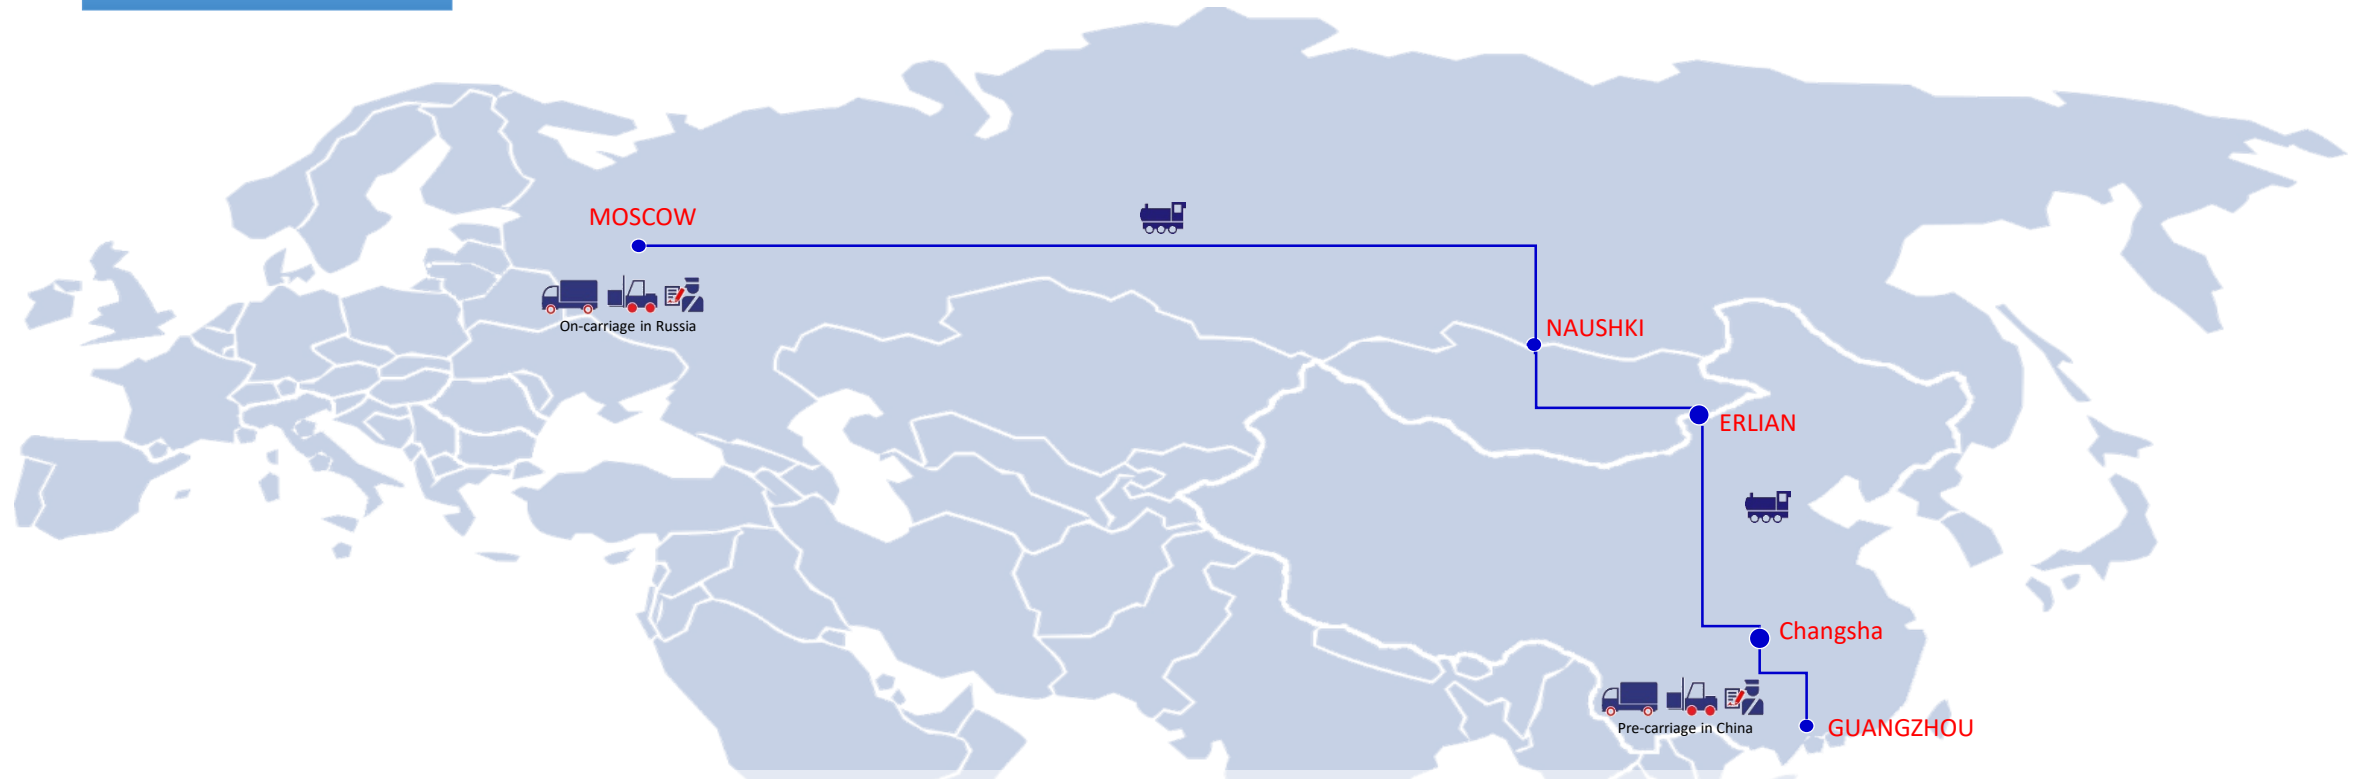 MOSCOW
On-carriage in Russia
NAUSHKI
ERLIAN
Changsha
Pre-carriage in China
GUANGZHOU